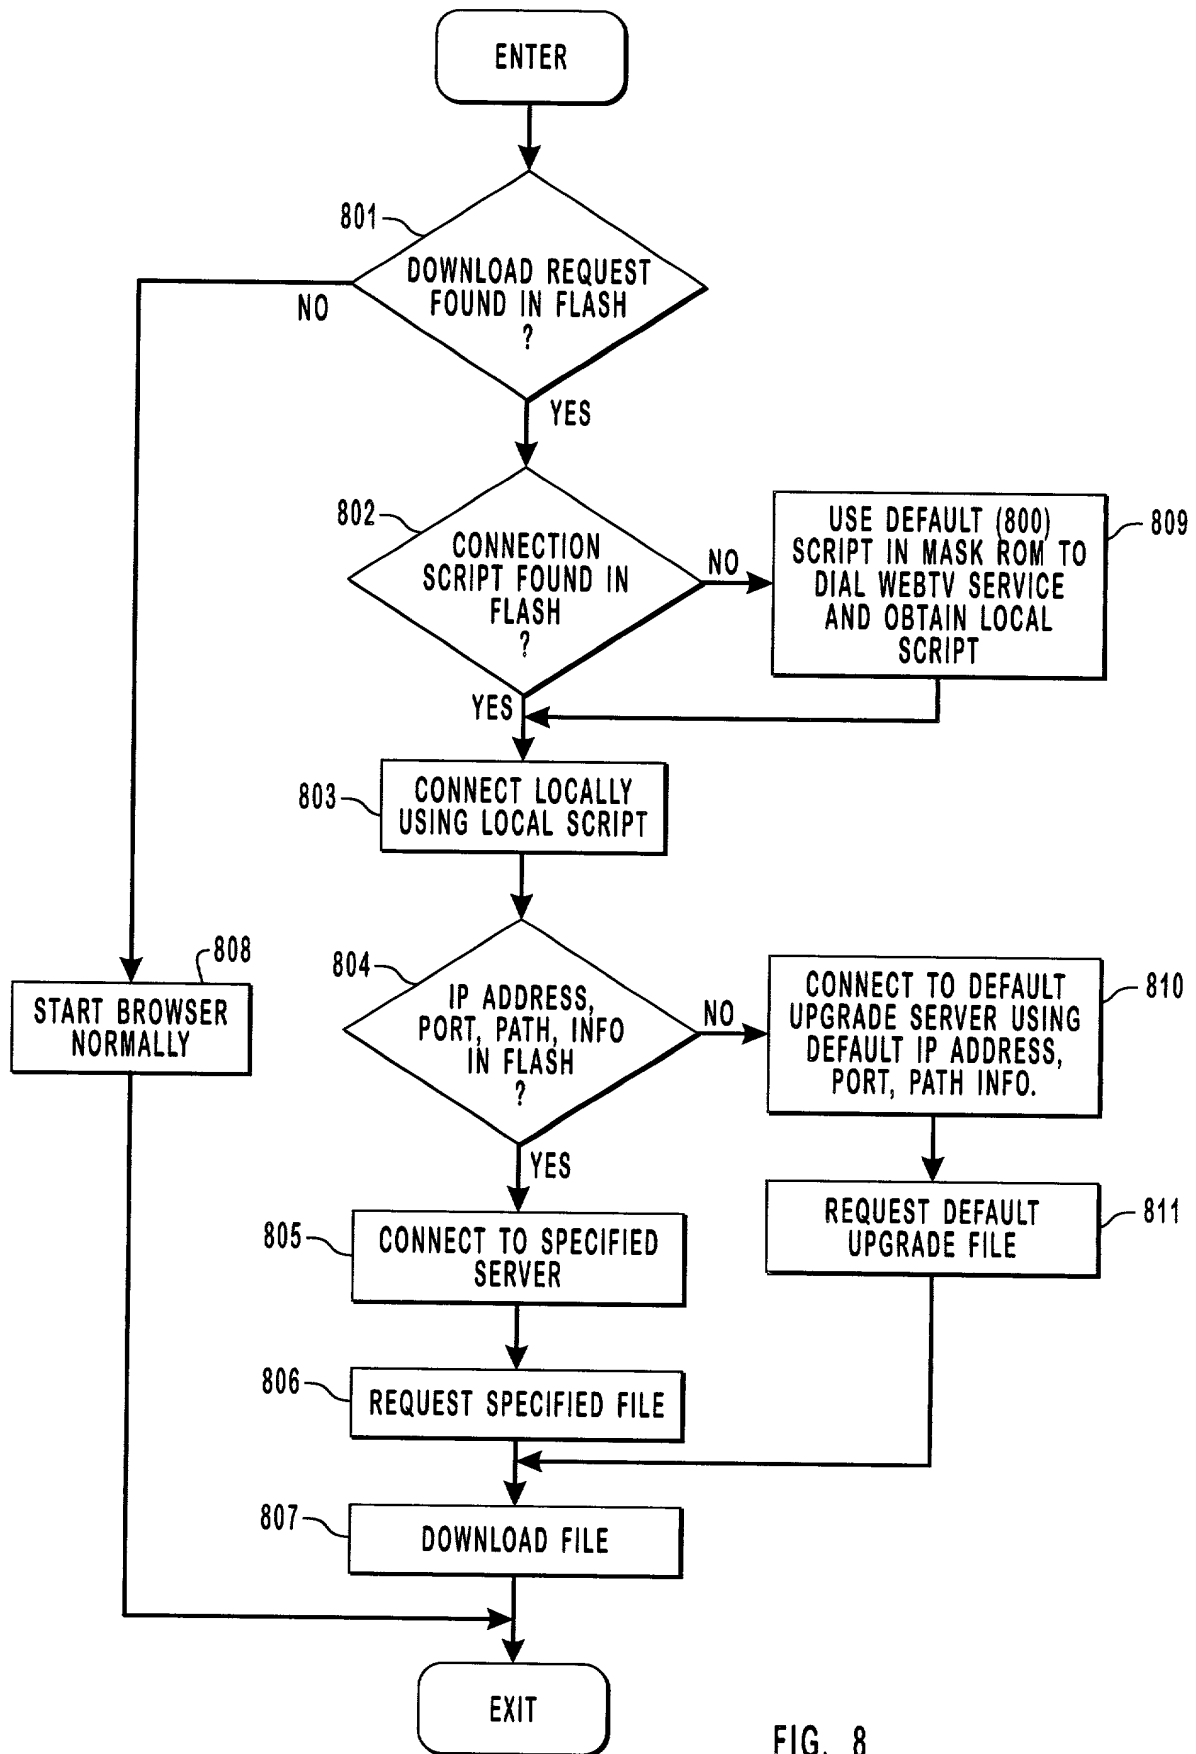 ENTER
801
DOWNLOAD REQUEST
FOUND IN FLASH
?
NO
YES
802
CONNECTION
SCRIPT FOUND IN
FLASH
?
NO
YES
USE DEFAULT (800)
SCRIPT IN MASK ROM TO
DIAL WEBTV SERVICE
AND OBTAIN LOCAL
SCRIPT
809
803
CONNECT LOCALLY
USING LOCAL SCRIPT
804
IP ADDRESS,
PORT, PATH, INFO
IN FLASH
?
NO
YES
808
START BROWSER
NORMALLY
CONNECT TO DEFAULT
UPGRADE SERVER USING
DEFAULT IP ADDRESS,
PORT, PATH INFO.
810
805
CONNECT TO SPECIFIED
SERVER
REQUEST DEFAULT
UPGRADE FILE
811
806
REQUEST SPECIFIED FILE
807
DOWNLOAD FILE
EXIT
FIG. 8